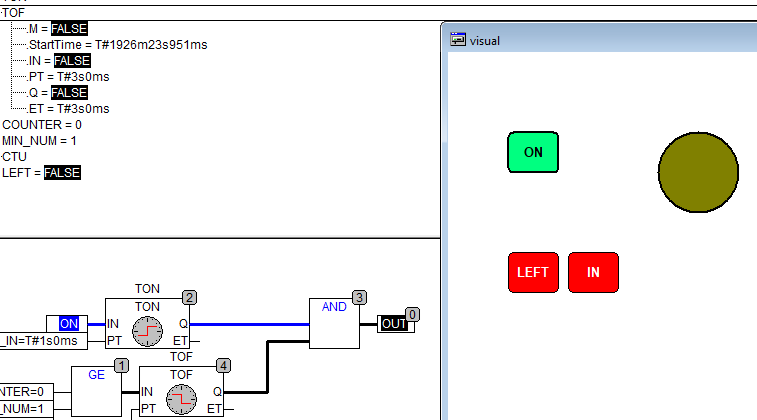 TOF
.M = FALSE
.StartTime = T#1926m23s951ms
.IN = FALSE
.PT = T#3s0ms
.Q = FALSE
.ET = T#3s0ms
COUNTER = 0
MIN_NUM = 1
CTU
LEFT = FALSE
visual
ON
LEFT IN
TON
TON 2
ON IN Q
_IN=T#1s0ms PT ET
AND 3
OUT 0
TOF
GE 1
TOF 4
NTER=0 IN Q
_NUM=1 PT ET